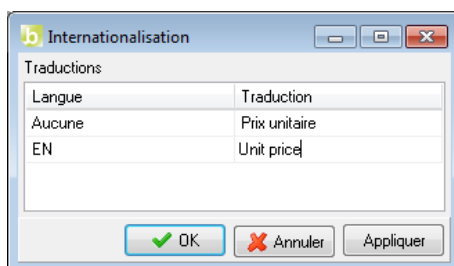 Internationalisation
Traductions
Langue Traduction
Aucune Prix unitaire
EN Unit price
OK Annuler Appliquer